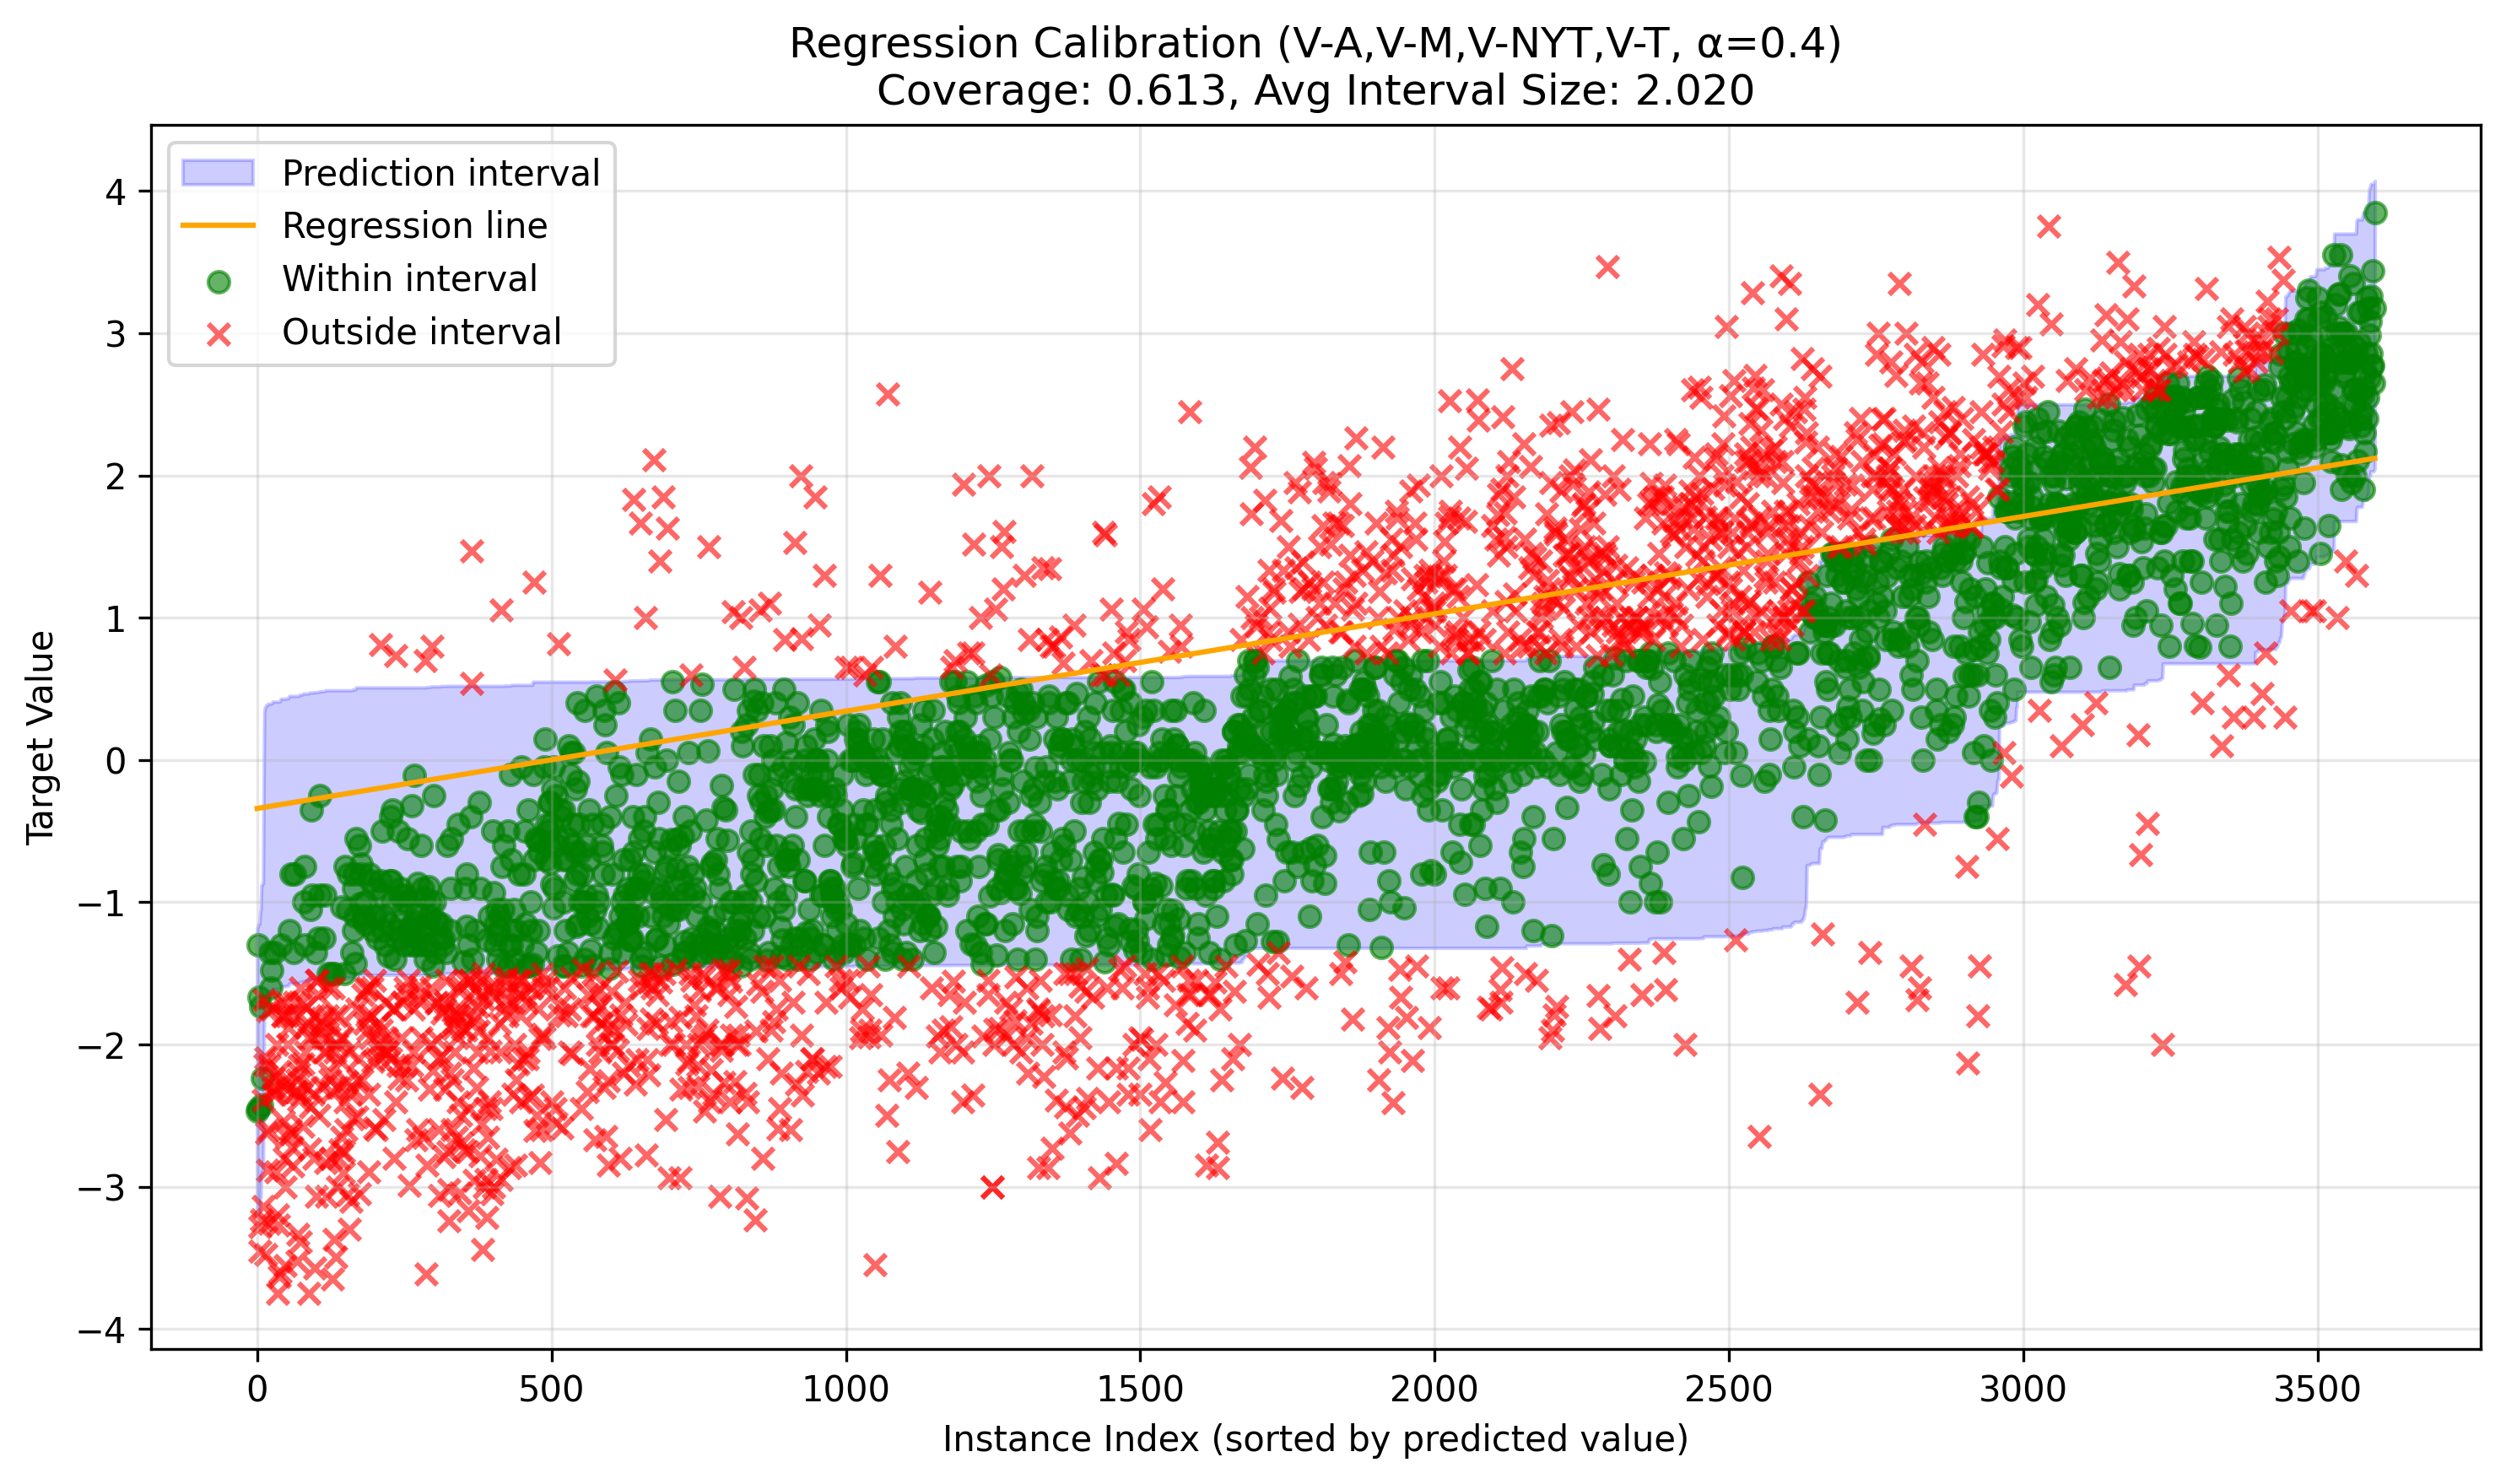 Regression Calibration (V-A,V-M,V-NYT,V-T, α=0.4)
Coverage: 0.613, Avg Interval Size: 2.020
Prediction interval
Regression line
Within interval
Outside interval
Target Value
4
3
2
1
0
−1
−2
−3
−4
0
500
1000
1500
2000
2500
3000
3500
Instance Index (sorted by predicted value)